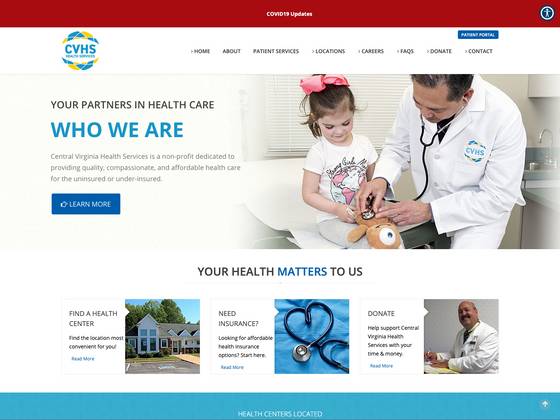 COVID19 Updates
PATIENT PORTAL
CVHS
HEALTH SERVICES
HOME ABOUT PATIENT SERVICES LOCATIONS CAREERS FAQS DONATE CONTACT
YOUR PARTNERS IN HEALTH CARE
WHO WE ARE
Central Virginia Health Services is a non-profit dedicated to
providing quality, compassionate, and affordable health care
for the uninsured or under-insured.
LEARN MORE
CVHS
YOUR HEALTH MATTERS TO US
FIND A HEALTH
CENTER
Find the location most
convenient for you!
Read More
NEED
INSURANCE?
Looking for affordable
health insurance
options? Start here.
Read More
DONATE
Help support Central
Virginia Health
Services with your
time & money.
Read More
HEALTH CENTERS LOCATED